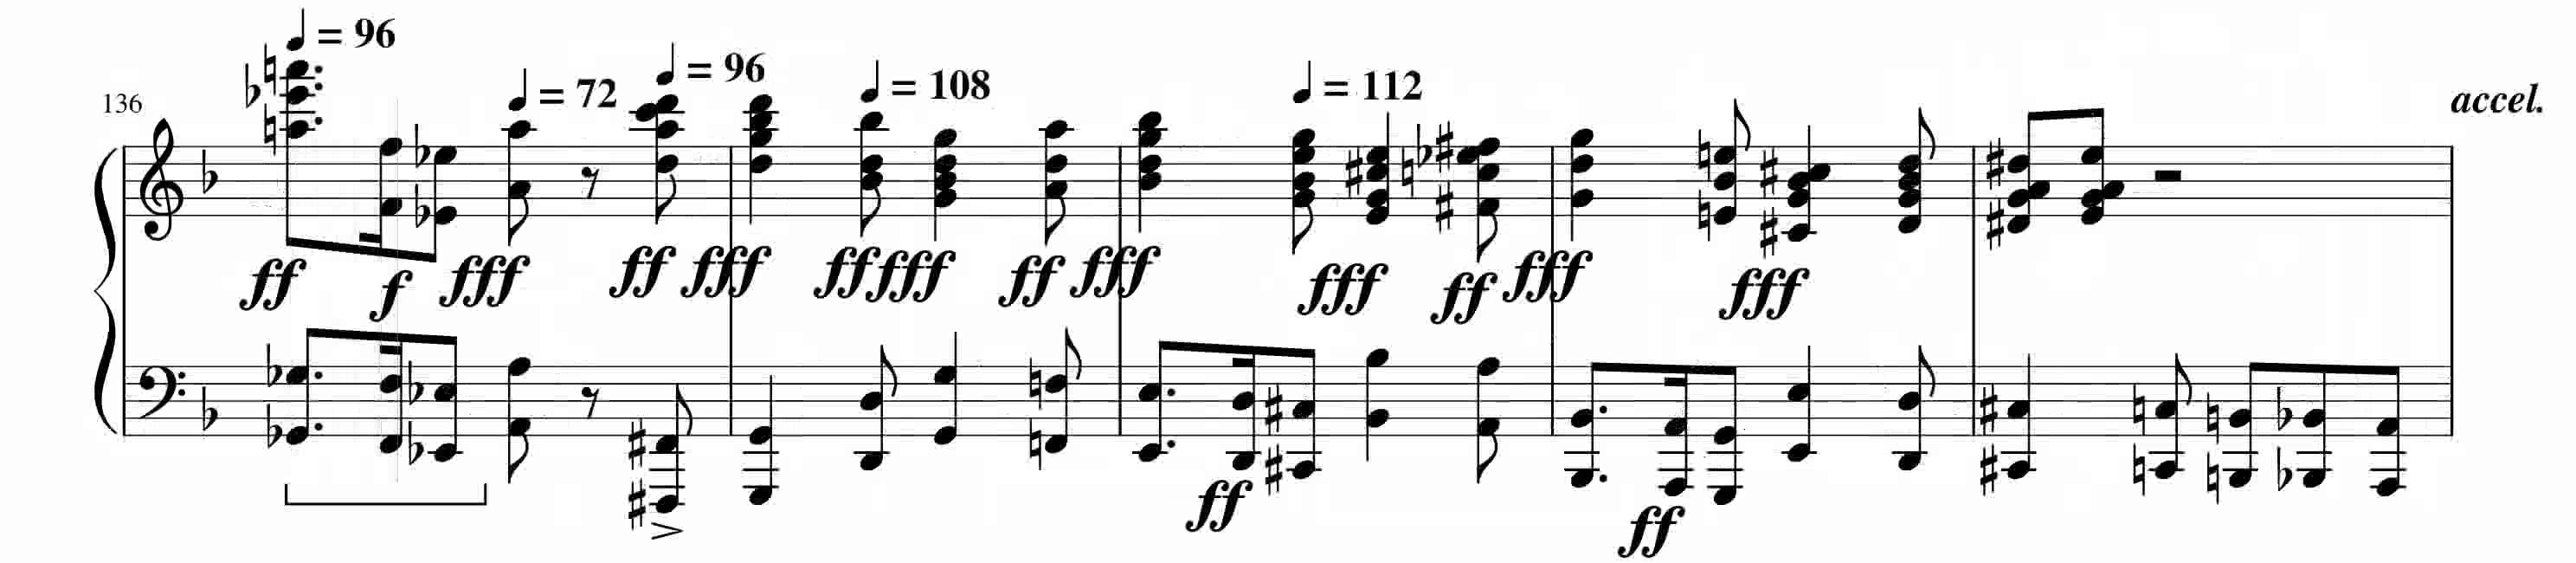 ♩ = 96
♩ = 72
♩ = 96
♩ = 108
♩ = 112
accel.
136
ff f fff ff fff ff fff ff fff fff ff fff fff
ff ff